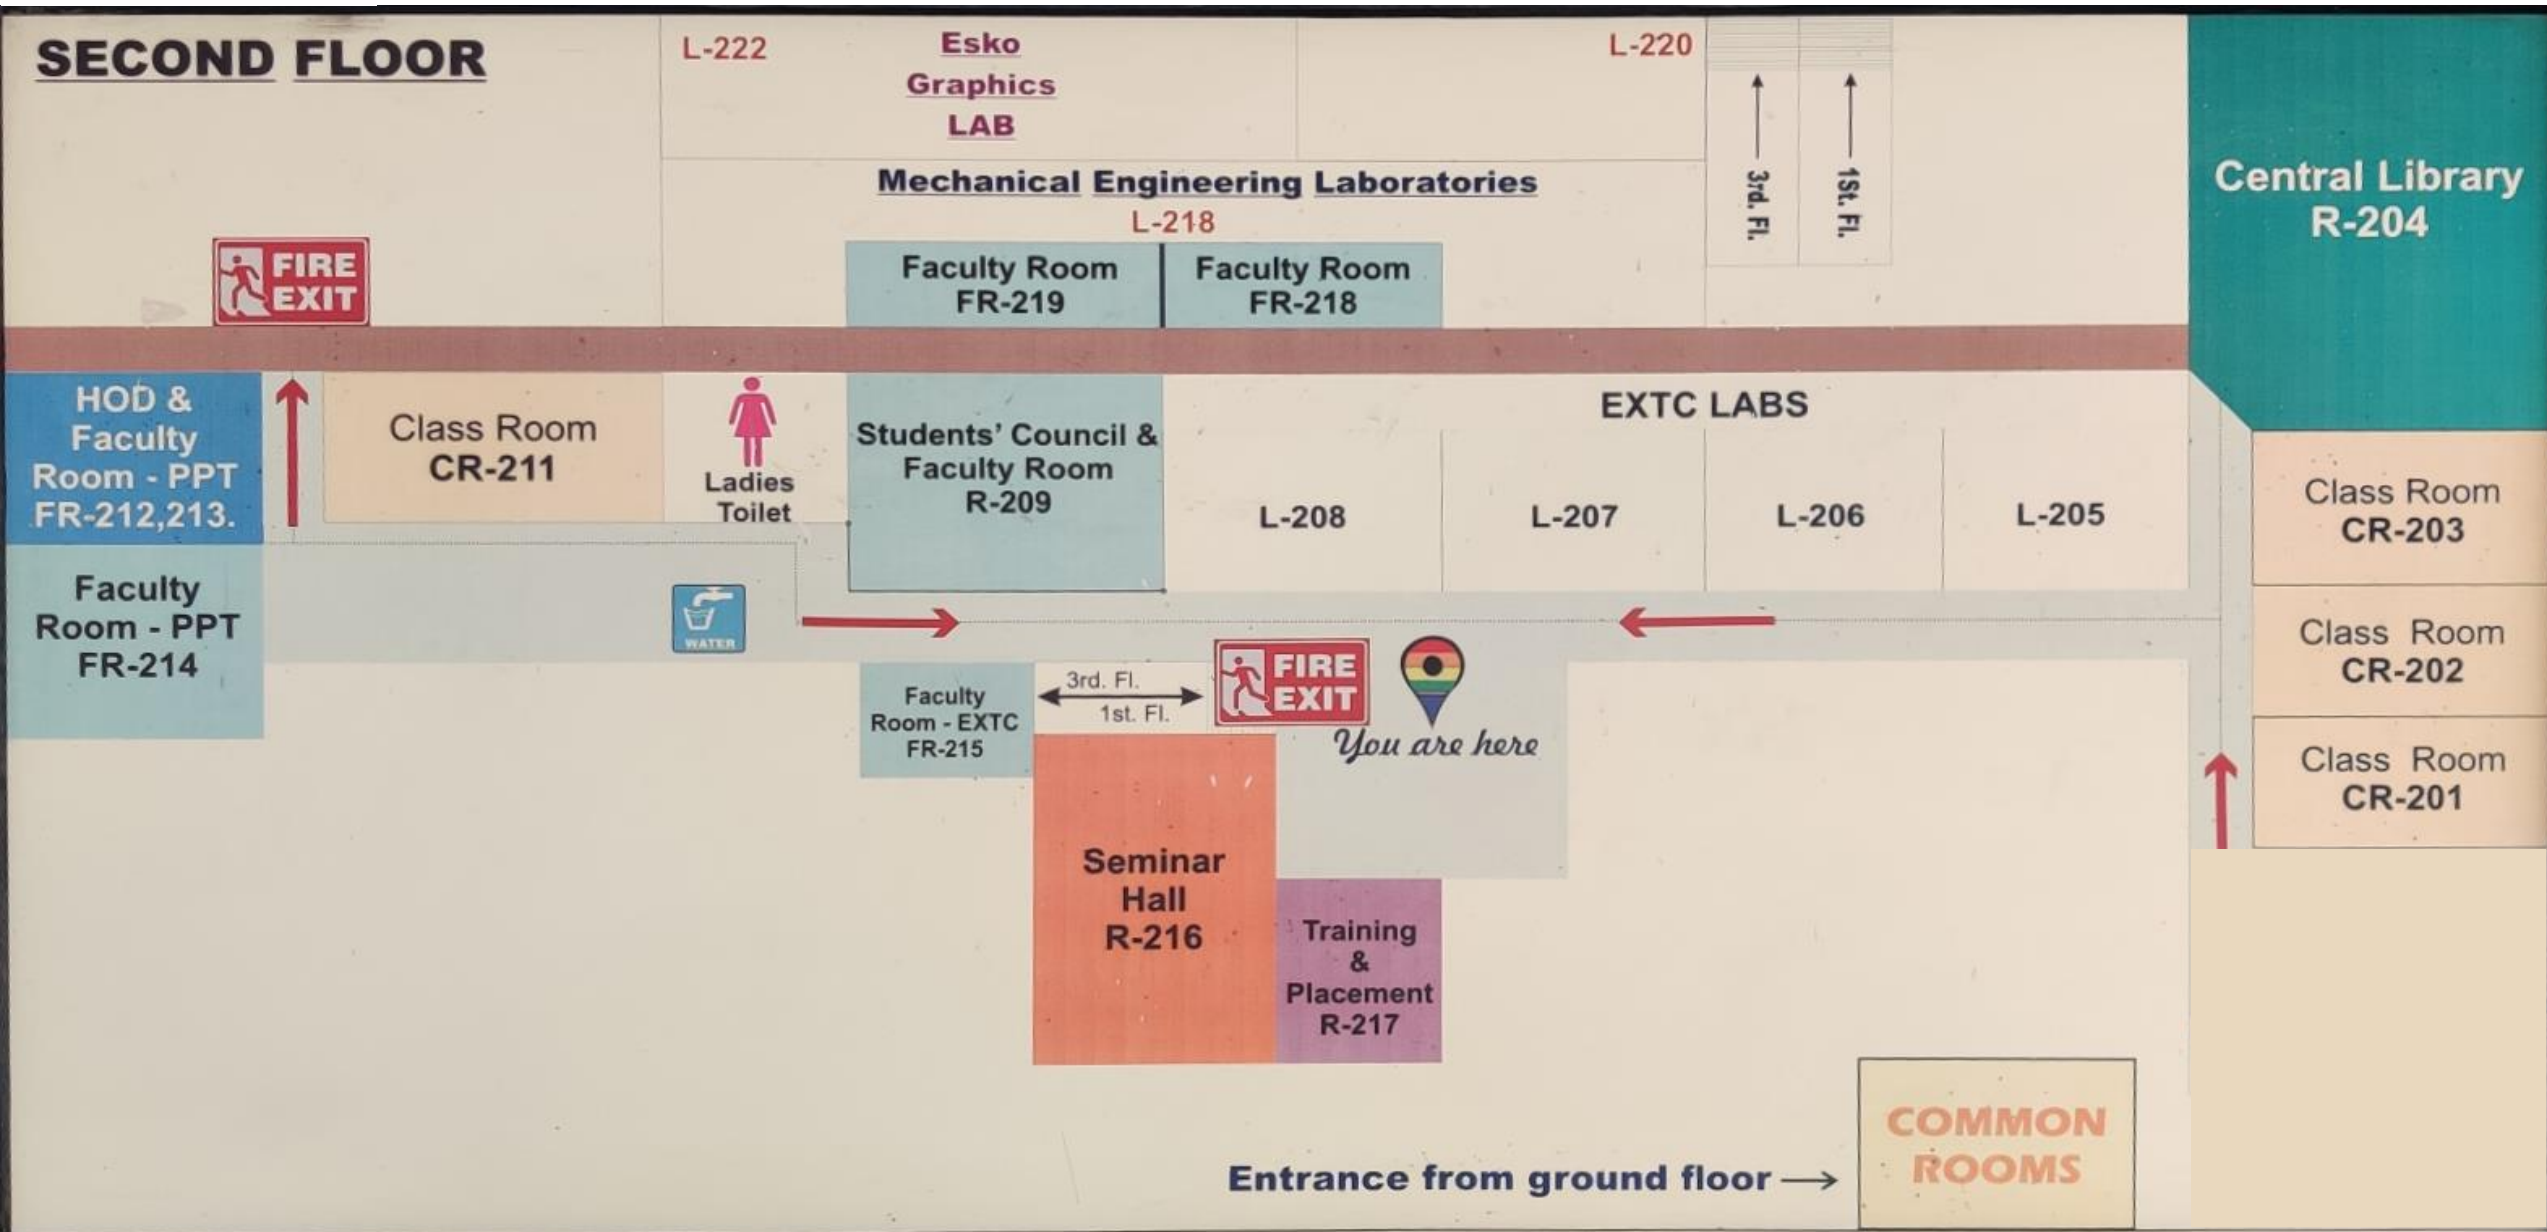 SECOND FLOOR
L-222
Esko
Graphics
LAB
L-220
3rd. Fl.
1St. Fl.
Central Library
R-204
Mechanical Engineering Laboratories
L-218
FIRE
EXIT
Faculty Room
FR-219
Faculty Room
FR-218
HOD &
Faculty
Room - PPT
FR-212,213.
Class Room
CR-211
Ladies
Toilet
Students' Council &
Faculty Room
R-209
EXTC LABS
L-208
L-207
L-206
L-205
Class Room
CR-203
Faculty
Room - PPT
FR-214
WATER
Class Room
CR-202
Faculty
Room - EXTC
FR-215
3rd. Fl.
1st. Fl.
FIRE
EXIT
You are here
Class Room
CR-201
Seminar
Hall
R-216
Training
&
Placement
R-217
Entrance from ground floor
COMMON
ROOMS